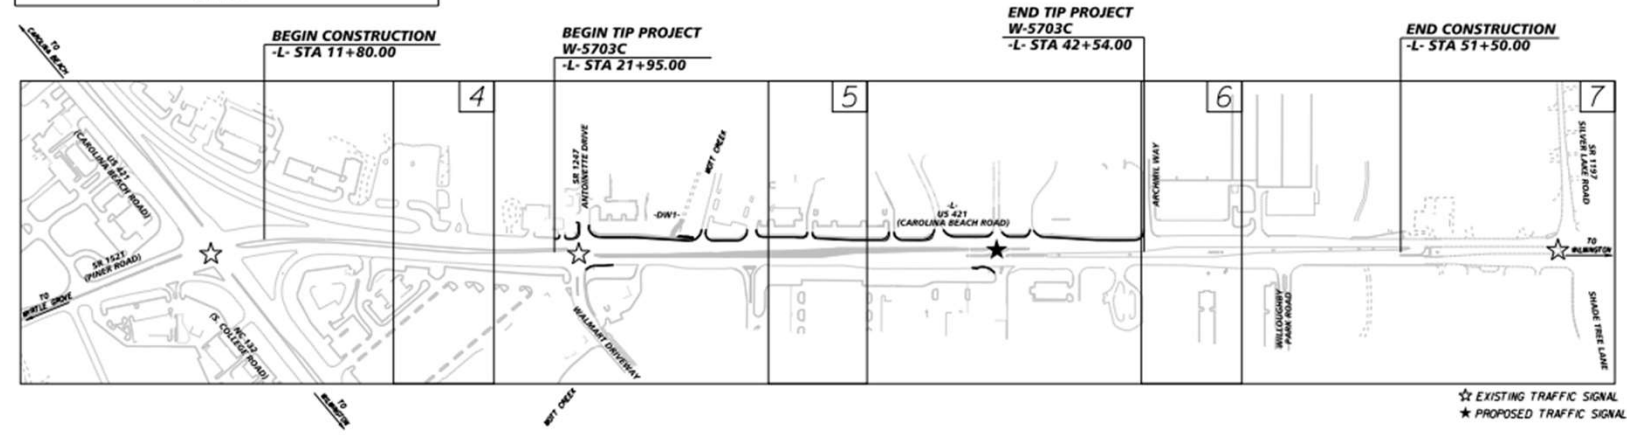 TO
CAROLINA BEACH
BEGIN CONSTRUCTION
-L- STA 11+80.00
BEGIN TIP PROJECT
W-5703C
-L- STA 21+95.00
END TIP PROJECT
W-5703C
-L- STA 42+54.00
END CONSTRUCTION
-L- STA 51+50.00
4
5
6
7
US 421
(CAROLINA BEACH ROAD)
SR 1521
(PINER ROAD)
TO
MYRTLE GROVE
NC 132
(S. COLLEGE ROAD)
TO
WILMINGTON
SR 1247
ANTOINETTE DRIVE
MOTT CREEK
-DW1-
WALMART DRIVEWAY
MOTT CREEK
-L-
US 421
(CAROLINA BEACH ROAD)
ARCHMIL WAY
WILLOUGHBY
PARK ROAD
SR 1197
SILVER LAKE ROAD
TO
WILMINGTON
SHADE TREE LANE
EXISTING TRAFFIC SIGNAL
PROPOSED TRAFFIC SIGNAL